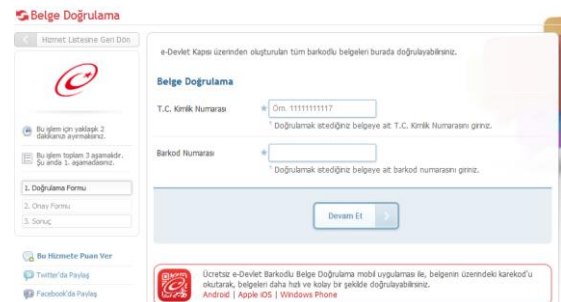 Belge Doğrulama
Hizmet Listesine Geri Dön
Bu işlem için yaklaşık 2
dakikanızı ayırmalısınız.
Bu işlem toplam 3 aşamalıdır.
Şu anda 1. aşamadasınız.
1. Doğrulama Formu
2. Onay Formu
3. Sonuç
Bu Hizmete Puan Ver
Twitter'da Paylaş
Facebook'da Paylaş
e-Devlet Kapısı üzerinden oluşturulan tüm barkodlu belgeleri burada doğrulayabilirsiniz.
Belge Doğrulama
T.C. Kimlik Numarası
* Örn. 11111111117
* Doğrulamak istediğiniz belgeye ait T.C. Kimlik Numarasını giriniz.
Barkod Numarası
*
* Doğrulamak istediğiniz belgeye ait barkod numarasını giriniz.
Devam Et
Ücretsiz e-Devlet Barkodlu Belge Doğrulama mobil uygulaması ile, belgenin üzerindeki karekod'u
okutarak, belgeleri daha hızlı ve kolay bir şekilde doğrulayabilirsiniz.
Android | Apple iOS | Windows Phone